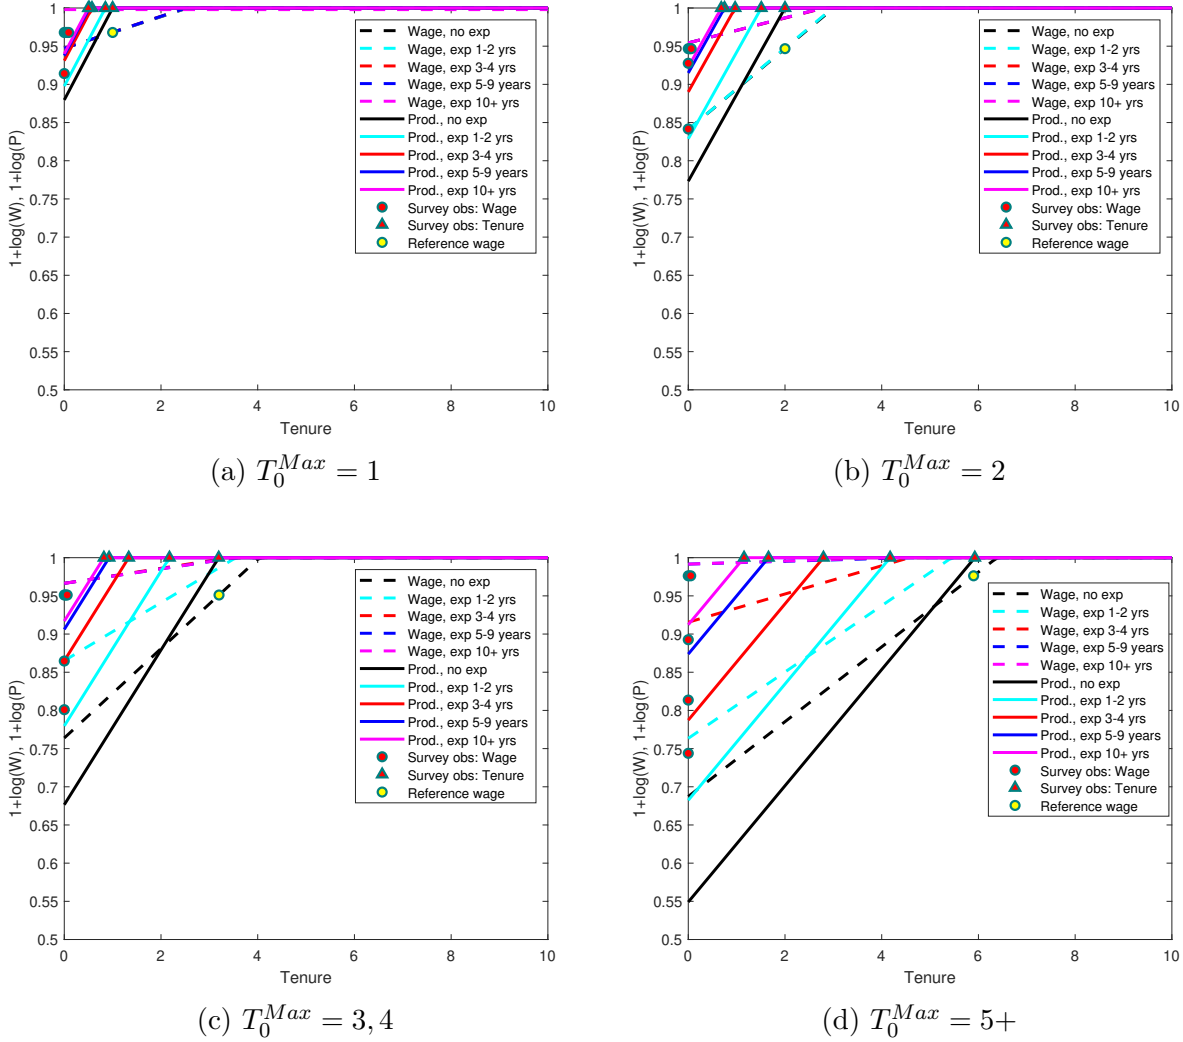 1+log(W), 1+log(P)
1
0.95
0.9
0.85
0.8
0.75
0.7
0.65
0.6
0.55
0.5
0 2 4 6 8 10
Tenure
Wage, no exp
Wage, exp 1-2 yrs
Wage, exp 3-4 yrs
Wage, exp 5-9 years
Wage, exp 10+ yrs
Prod., no exp
Prod., exp 1-2 yrs
Prod., exp 3-4 yrs
Prod., exp 5-9 years
Prod., exp 10+ yrs
Survey obs: Wage
Survey obs: Tenure
Reference wage
(a) T_0^{Max} = 1
1+log(W), 1+log(P)
1
0.95
0.9
0.85
0.8
0.75
0.7
0.65
0.6
0.55
0.5
0 2 4 6 8 10
Tenure
Wage, no exp
Wage, exp 1-2 yrs
Wage, exp 3-4 yrs
Wage, exp 5-9 years
Wage, exp 10+ yrs
Prod., no exp
Prod., exp 1-2 yrs
Prod., exp 3-4 yrs
Prod., exp 5-9 years
Prod., exp 10+ yrs
Survey obs: Wage
Survey obs: Tenure
Reference wage
(b) T_0^{Max} = 2
1+log(W), 1+log(P)
1
0.95
0.9
0.85
0.8
0.75
0.7
0.65
0.6
0.55
0.5
0 2 4 6 8 10
Tenure
Wage, no exp
Wage, exp 1-2 yrs
Wage, exp 3-4 yrs
Wage, exp 5-9 years
Wage, exp 10+ yrs
Prod., no exp
Prod., exp 1-2 yrs
Prod., exp 3-4 yrs
Prod., exp 5-9 years
Prod., exp 10+ yrs
Survey obs: Wage
Survey obs: Tenure
Reference wage
(c) T_0^{Max} = 3, 4
1+log(W), 1+log(P)
1
0.95
0.9
0.85
0.8
0.75
0.7
0.65
0.6
0.55
0.5
0 2 4 6 8 10
Tenure
Wage, no exp
Wage, exp 1-2 yrs
Wage, exp 3-4 yrs
Wage, exp 5-9 years
Wage, exp 10+ yrs
Prod., no exp
Prod., exp 1-2 yrs
Prod., exp 3-4 yrs
Prod., exp 5-9 years
Prod., exp 10+ yrs
Survey obs: Wage
Survey obs: Tenure
Reference wage
(d) T_0^{Max} = 5+